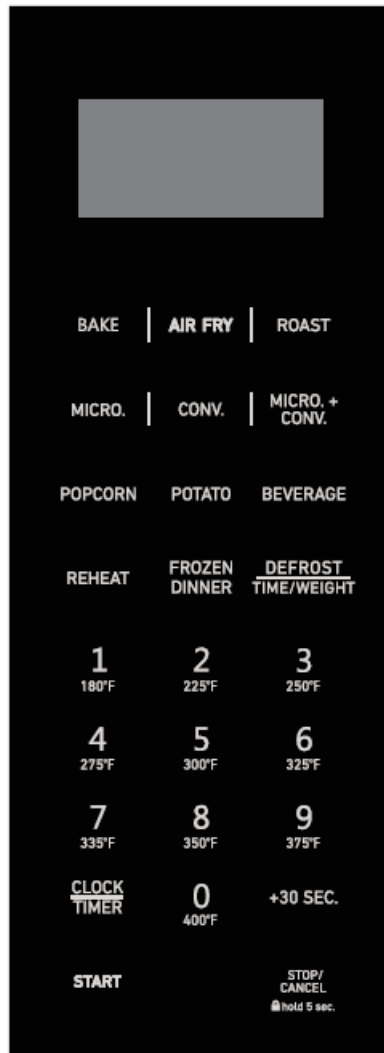 BAKE AIR FRY ROAST
MICRO. CONV. MICRO. +
CONV.
POPCORN POTATO BEVERAGE
REHEAT FROZEN
DINNER DEFROST
TIME/WEIGHT
1 2 3
180°F 225°F 250°F
4 5 6
275°F 300°F 325°F
7 8 9
335°F 350°F 375°F
CLOCK
TIMER 0
400°F +30 SEC.
START STOP/
CANCEL
hold 5 sec.